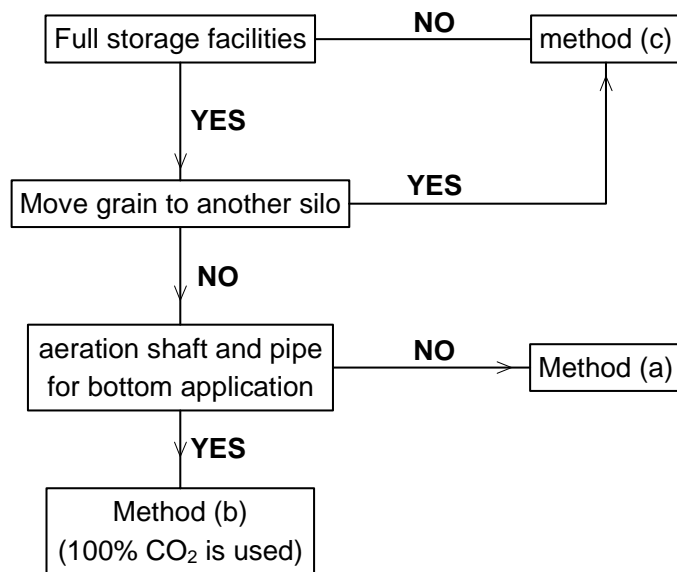 Full storage facilities
NO
method (c)
YES
Move grain to another silo
YES
NO
aeration shaft and pipe
for bottom application
NO
Method (a)
YES
Method (b)
(100% CO₂ is used)